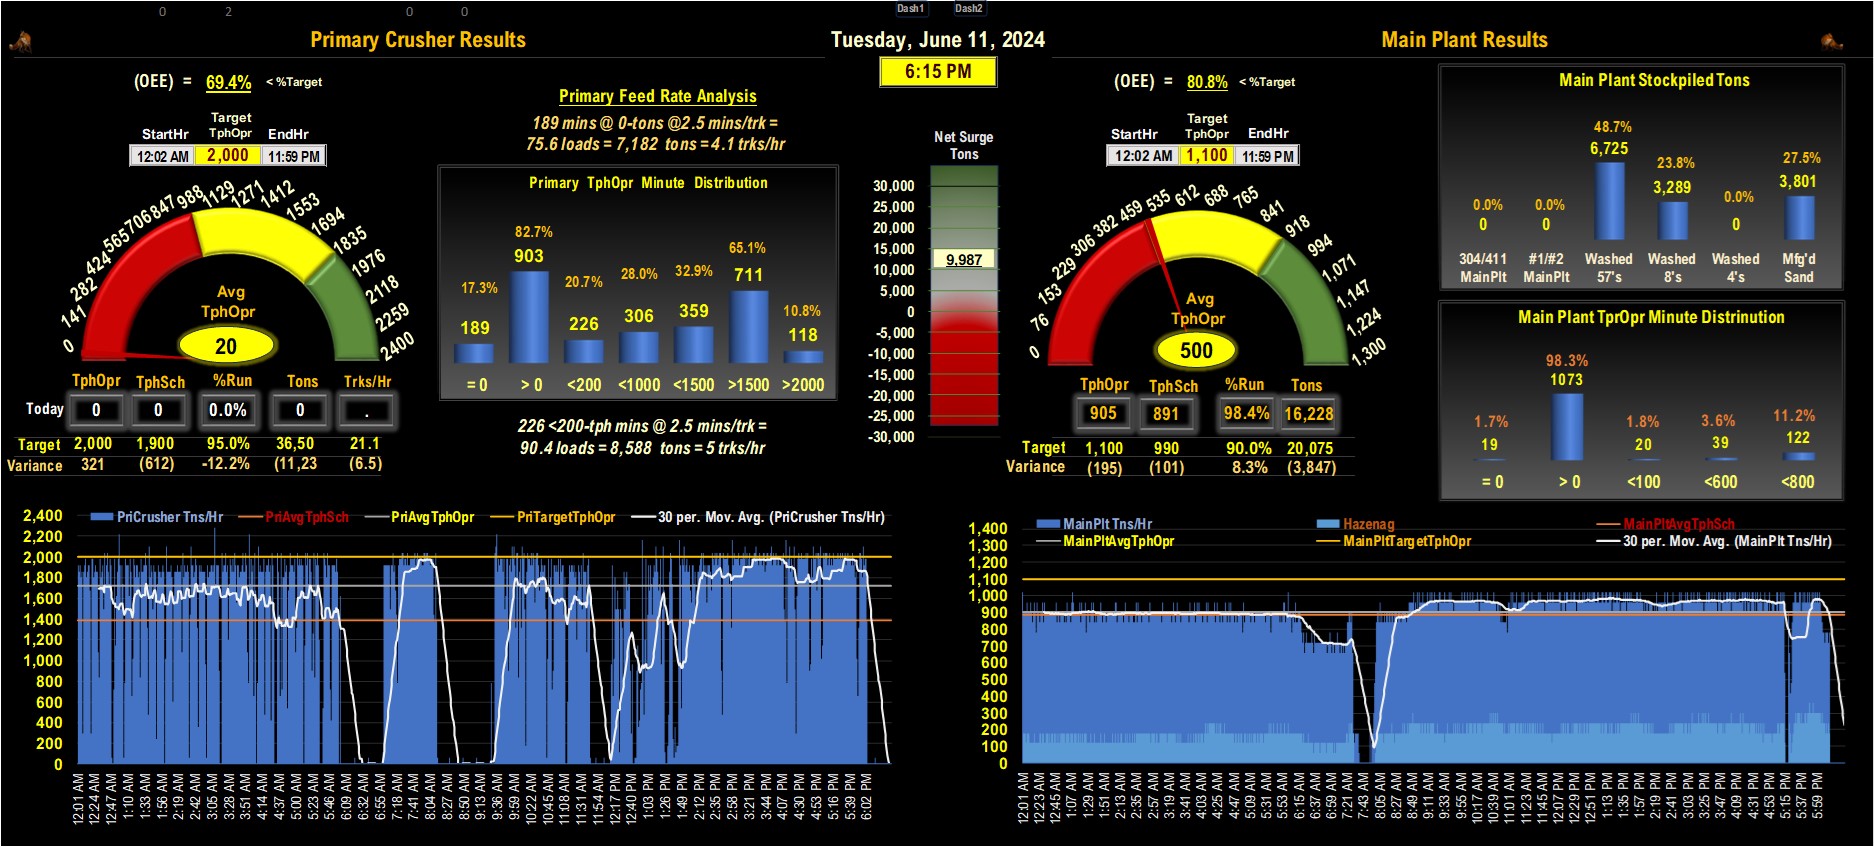 0 2 0 0 Dash1 Dash2
Primary Crusher Results
Tuesday, June 11, 2024
Main Plant Results
6:15 PM
(OEE) = 69.4% < %Target
StartHr Target TphOpr EndHr
12:02 AM 2,000 11:59 PM
0 141 282 424 565 706 847 988 1129 1271 1412 1553 1694 1835 1976 2118 2259 2400
Avg
TphOpr
20
TphOpr TphSch %Run Tons Trks/Hr
Today 0 0 0.0% 0 .
Target 2,000 1,900 95.0% 36,50 21.1
Variance 321 (612) -12.2% (11,23 (6.5)
Primary Feed Rate Analysis
189 mins @ 0-tons @2.5 mins/trk =
75.6 loads = 7,182 tons = 4.1 trks/hr
Primary TphOpr Minute Distribution
17.3% 82.7% 20.7% 28.0% 32.9% 65.1% 10.8%
189 903 226 306 359 711 118
= 0 > 0 <200 <1000 <1500 >1500 >2000
226 <200-tph mins @ 2.5 mins/trk =
90.4 loads = 8,588 tons = 5 trks/hr
Net Surge
Tons
30,000
25,000
20,000
15,000
10,000
5,000
0
-5,000
-10,000
-15,000
-20,000
-25,000
-30,000
9,987
(OEE) = 80.8% < %Target
StartHr Target TphOpr EndHr
12:02 AM 1,100 11:59 PM
0 76 153 229 306 382 459 535 612 688 765 841 918 994 1,071 1,147 1,224 1,300
Avg
TphOpr
500
TphOpr TphSch %Run Tons
905 891 98.4% 16,228
Target 1,100 990 90.0% 20,075
Variance (195) (101) 8.3% (3,847)
Main Plant Stockpiled Tons
0.0% 0.0% 48.7% 23.8% 0.0% 27.5%
0 0 6,725 3,289 0 3,801
304/411 #1/#2 Washed Washed Washed Mfg'd
MainPlt MainPlt 57's 8's 4's Sand
Main Plant TprOpr Minute Distrinution
1.7% 98.3% 1.8% 3.6% 11.2%
19 1073 20 39 122
= 0 > 0 <100 <600 <800
PriCrusher Tns/Hr PriAvgTphSch PriAvgTphOpr PriTargetTphOpr 30 per. Mov. Avg. (PriCrusher Tns/Hr)
2,400
2,200
2,000
1,800
1,600
1,400
1,200
1,000
800
600
400
200
0
12:01 AM 12:24 AM 12:47 AM 1:10 AM 1:33 AM 1:56 AM 2:19 AM 2:42 AM 3:05 AM 3:28 AM 3:51 AM 4:14 AM 4:37 AM 5:00 AM 5:23 AM 5:46 AM 6:09 AM 6:32 AM 6:55 AM 7:18 AM 7:41 AM 8:04 AM 8:27 AM 8:50 AM 9:13 AM 9:36 AM 9:59 AM 10:22 AM 10:45 AM 11:08 AM 11:31 AM 11:54 AM 12:17 PM 12:40 PM 1:03 PM 1:26 PM 1:49 PM 2:12 PM 2:35 PM 2:58 PM 3:21 PM 3:44 PM 4:07 PM 4:30 PM 4:53 PM 5:16 PM 5:39 PM 6:02 PM
MainPlt Tns/Hr Hazenag MainPltAvgTphSch
MainPltAvgTphOpr MainPltTargetTphOpr 30 per. Mov. Avg. (MainPlt Tns/Hr)
1,400
1,300
1,200
1,100
1,000
900
800
700
600
500
400
300
200
100
0
12:01 AM 12:23 AM 12:45 AM 1:07 AM 1:29 AM 1:51 AM 2:13 AM 2:35 AM 2:57 AM 3:19 AM 3:41 AM 4:03 AM 4:25 AM 4:47 AM 5:09 AM 5:31 AM 5:53 AM 6:15 AM 6:37 AM 6:59 AM 7:21 AM 7:43 AM 8:05 AM 8:27 AM 8:49 AM 9:11 AM 9:33 AM 9:55 AM 10:17 AM 10:39 AM 11:01 AM 11:23 AM 11:45 AM 12:07 PM 12:29 PM 12:51 PM 1:13 PM 1:35 PM 1:57 PM 2:19 PM 2:41 PM 3:03 PM 3:25 PM 3:47 PM 4:09 PM 4:31 PM 4:53 PM 5:15 PM 5:37 PM 5:59 PM